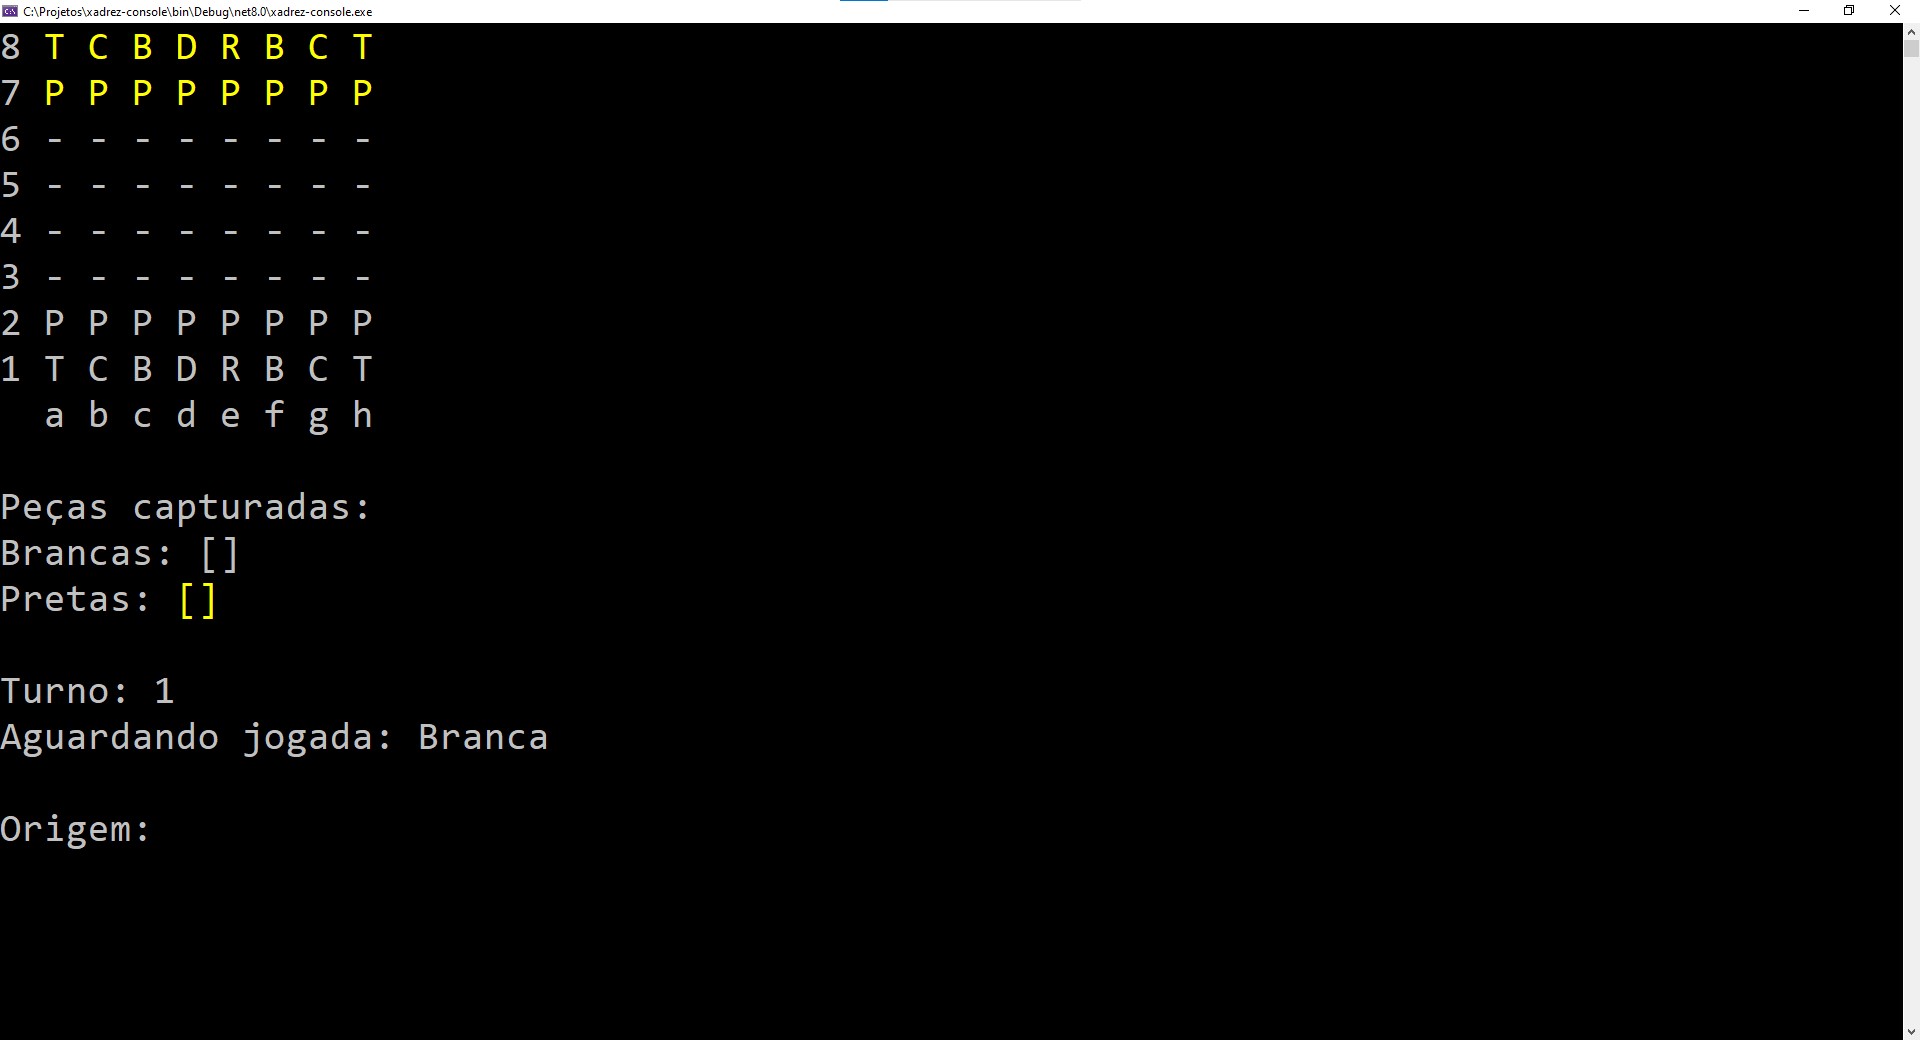 C:\Projetos\xadrez-console\bin\Debug\net8.0\xadrez-console.exe
8 T C B D R B C T
7 P P P P P P P P
6 - - - - - - - -
5 - - - - - - - -
4 - - - - - - - -
3 - - - - - - - -
2 P P P P P P P P
1 T C B D R B C T
  a b c d e f g h
Peças capturadas:
Brancas: []
Pretas: []
Turno: 1
Aguardando jogada: Branca
Origem: